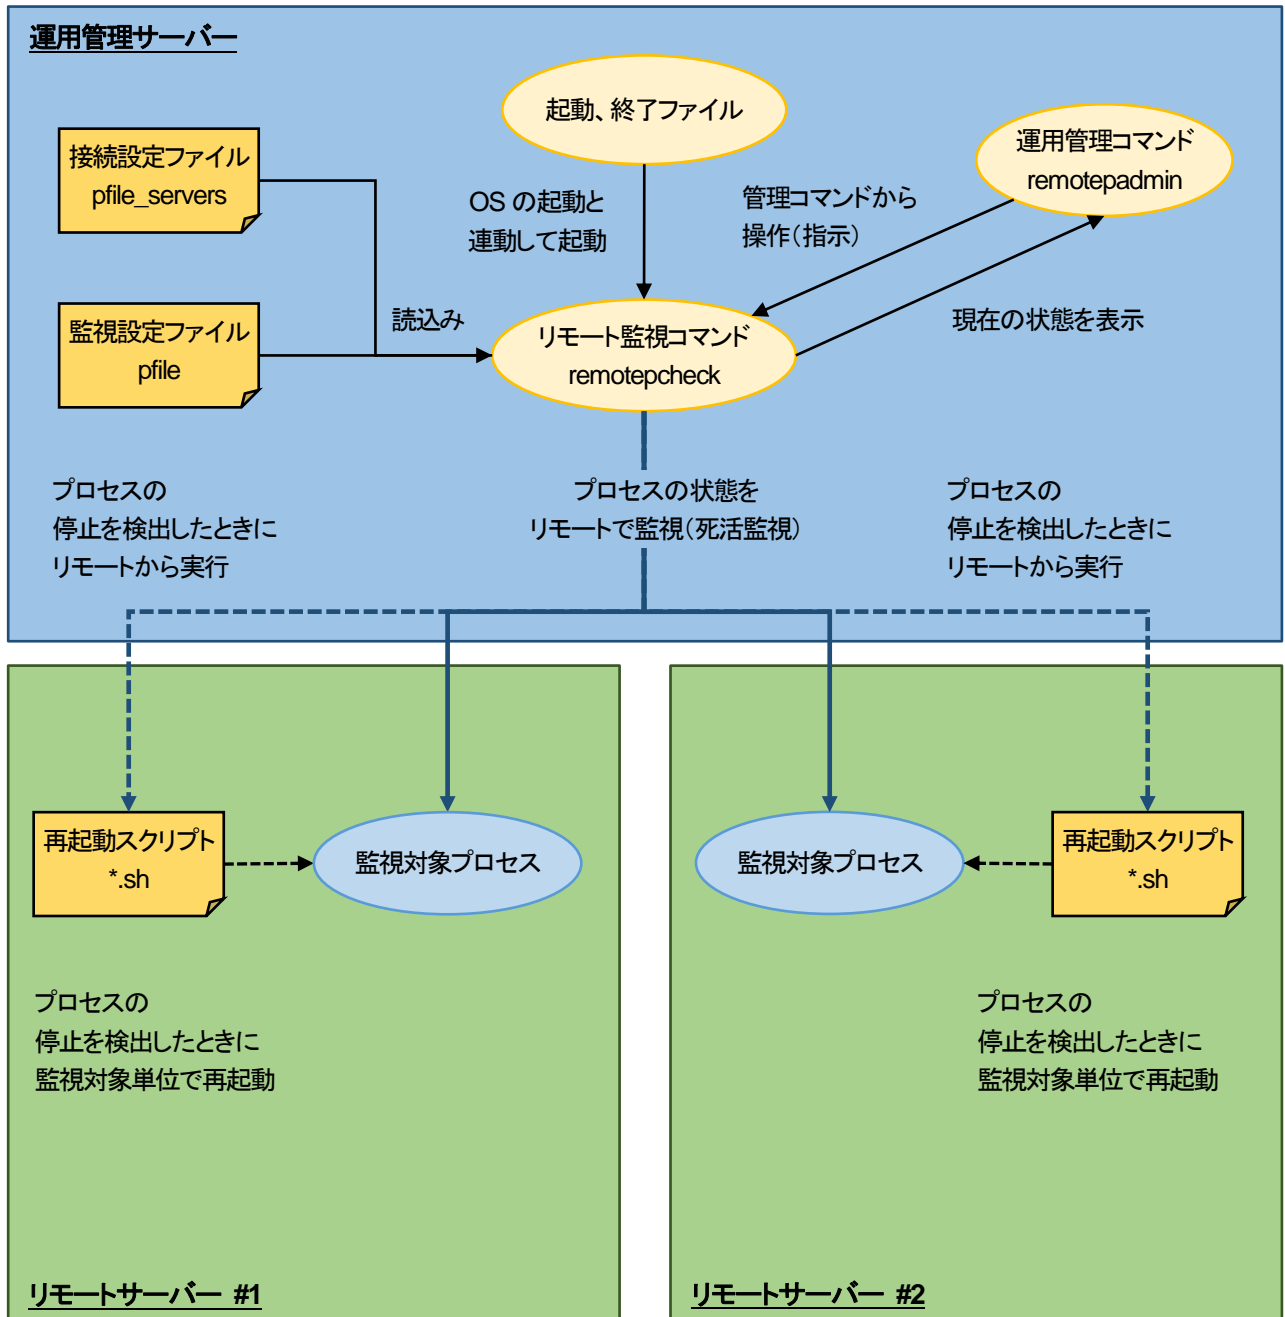 運用管理サーバー
起動、終了ファイル
運用管理コマンド
remotepadmin
接続設定ファイル
pfile_servers
OS の起動と
連動して起動
管理コマンドから
操作（指示）
監視設定ファイル
pfile
読込み
リモート監視コマンド
remotepcheck
現在の状態を表示
プロセスの
停止を検出したときに
リモートから実行
プロセスの状態を
リモートで監視（死活監視）
プロセスの
停止を検出したときに
リモートから実行
再起動スクリプト
*.sh
監視対象プロセス
監視対象プロセス
再起動スクリプト
*.sh
プロセスの
停止を検出したときに
監視対象単位で再起動
プロセスの
停止を検出したときに
監視対象単位で再起動
リモートサーバー #1
リモートサーバー #2